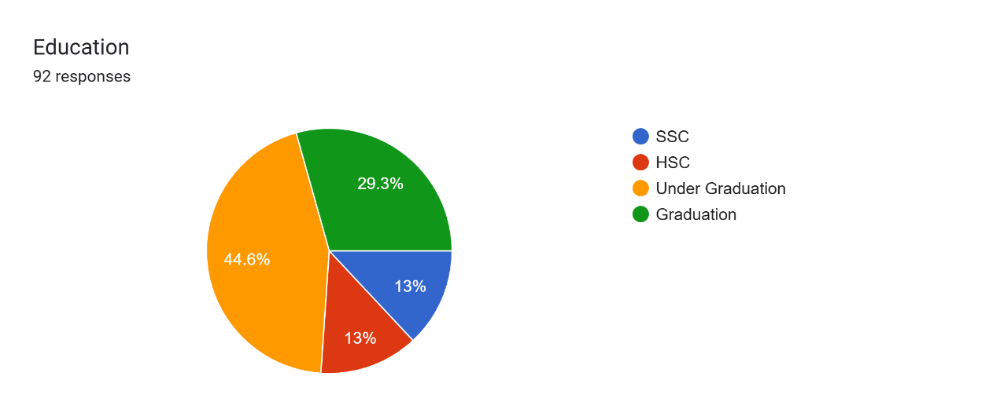 Education
92 responses
29.3%
44.6%
13%
13%
SSC
HSC
Under Graduation
Graduation